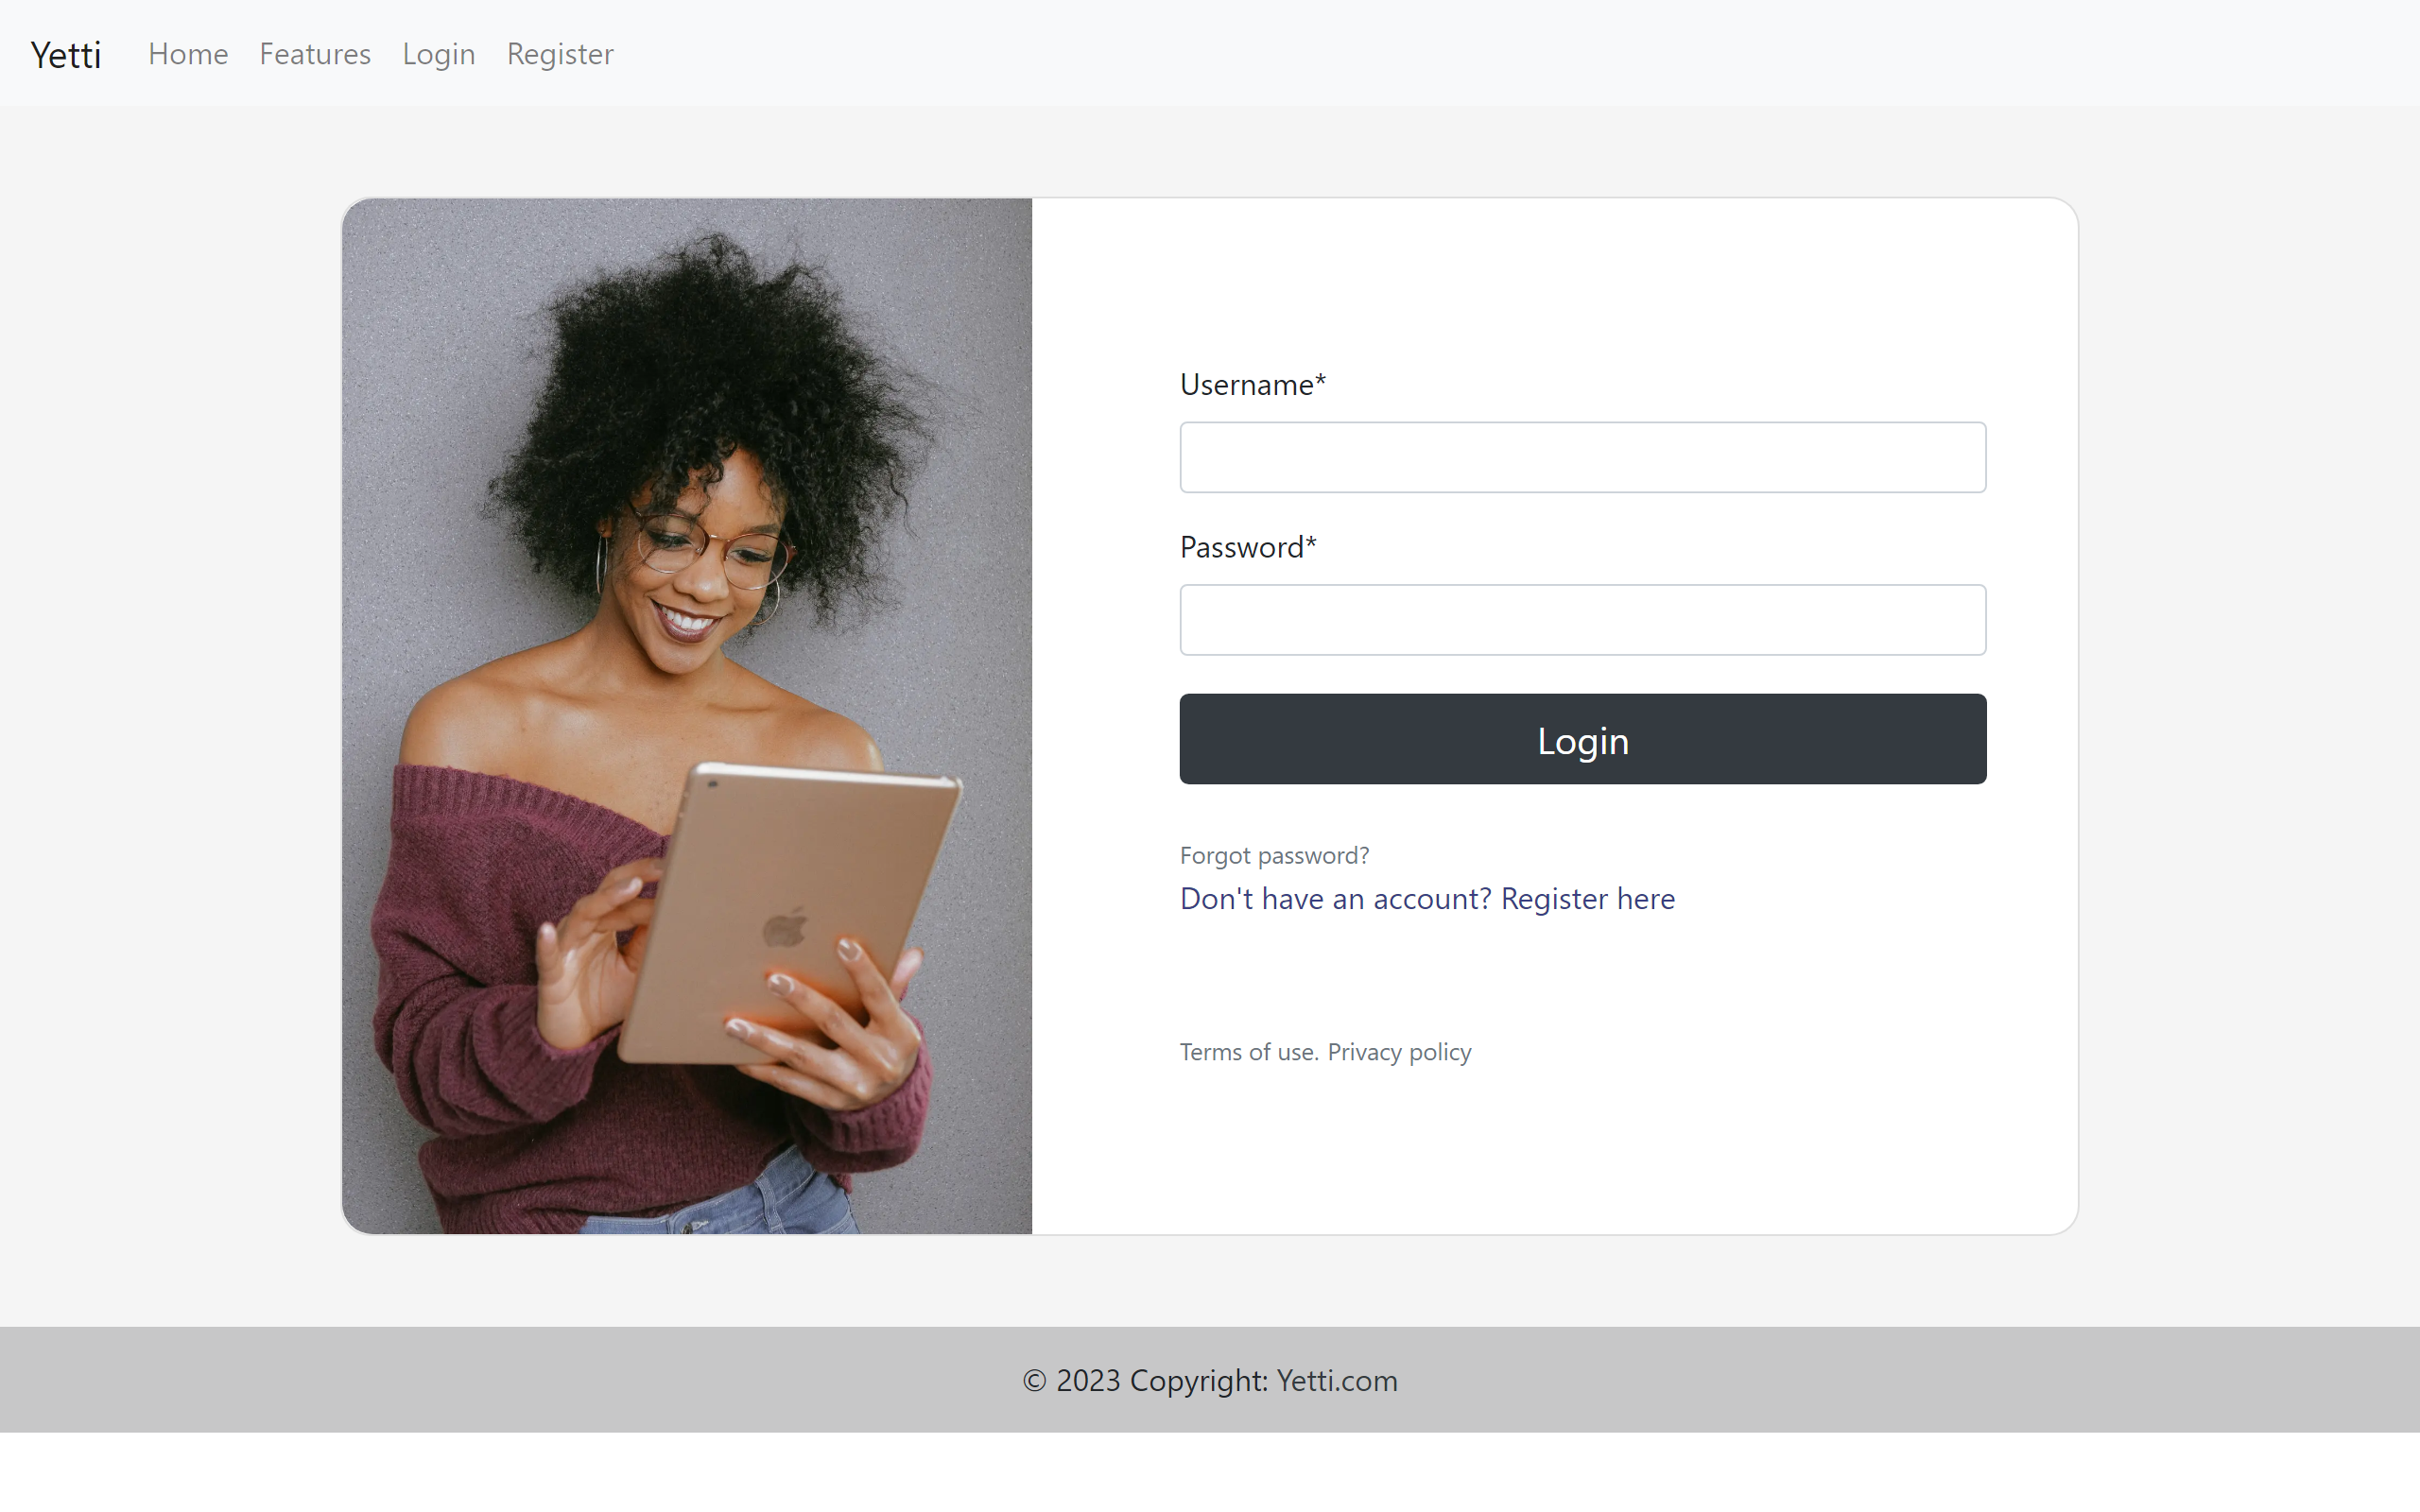 Yetti Home Features Login Register
Username*
Password*
Login
Forgot password?
Don't have an account? Register here
Terms of use. Privacy policy
© 2023 Copyright: Yetti.com